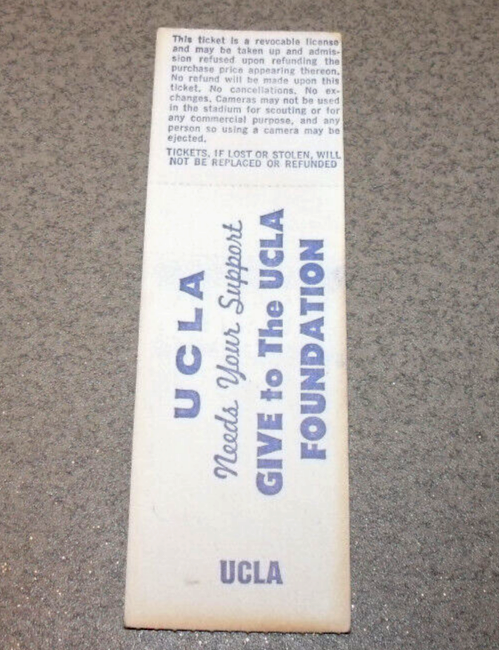 This ticket is a revocable license
and may be taken up and admis-
sion refused upon refunding the
purchase price appearing thereon.
No refund will be made upon this
ticket. No cancellations. No ex-
changes. Cameras may not be used
in the stadium for scouting or for
any commercial purpose, and any
person so using a camera may be
ejected.
TICKETS, IF LOST OR STOLEN, WILL
NOT BE REPLACED OR REFUNDED
UCLA
Needs Your Support
GIVE to The UCLA
FOUNDATION
UCLA